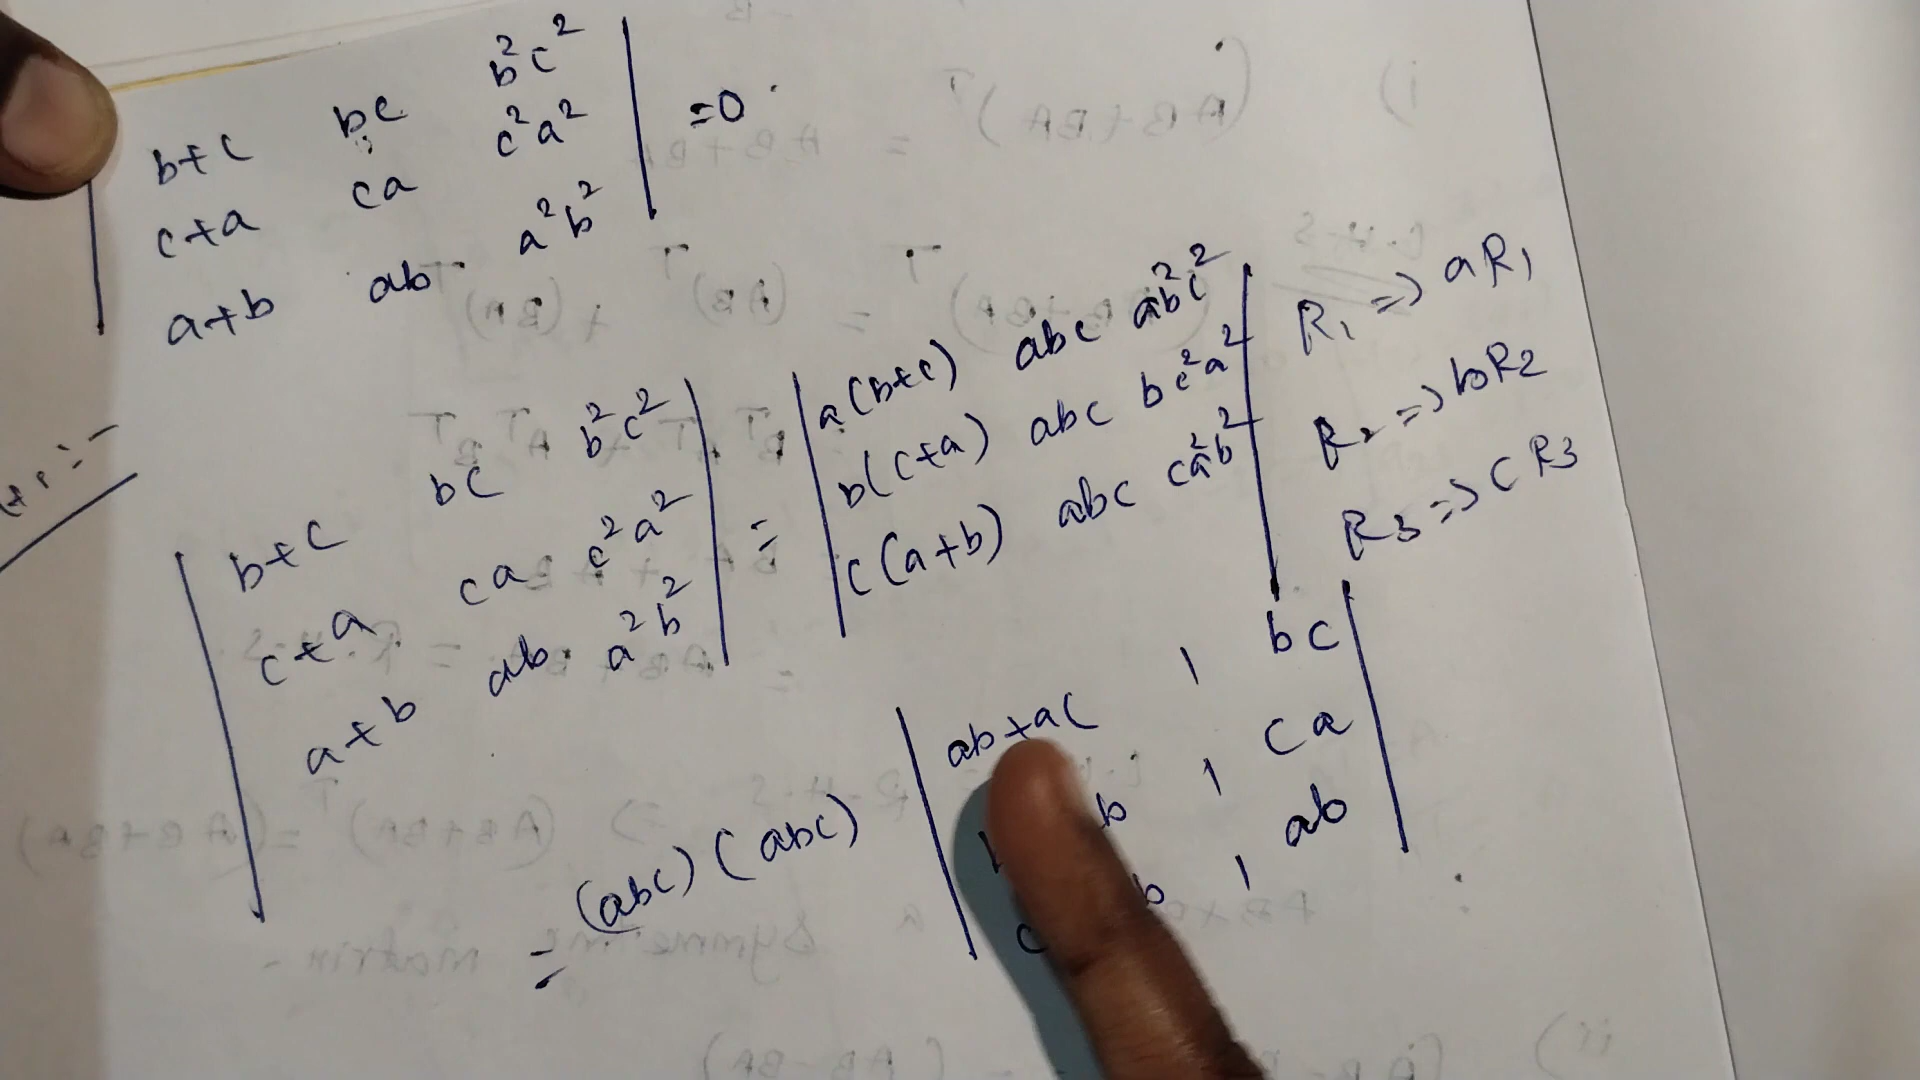 b+c bc b²c²
c+a ca c²a² =0
a+b ab a²b²
b+c bc b²c²
c+a ca c²a²
a+b ab a²b²
=
a(b+c) abc ab²c² R₁ => aR₁
b(c+a) abc bc²a² R₂ => bR2
c(a+b) abc ca²b² R3 => CR3
= (abc) (abc)
ab+ac 1 bc
b 1 ca
c b 1 ab